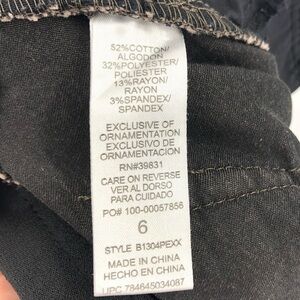 52%COTTON/
ALGODON
32%POLYESTER/
POLIESTER
13%RAYON/
RAYON
3%SPANDEX/
SPANDEX
EXCLUSIVE OF
ORNAMENTATION
EXCLUSIVO DE
ORNAMENTACION
RN#39831
CARE ON REVERSE
VER AL DORSO
PARA CUIDADO
PO# 100-00057856
6
STYLE B1304PEXX
MADE IN CHINA
HECHO EN CHINA
UPC 784645034087